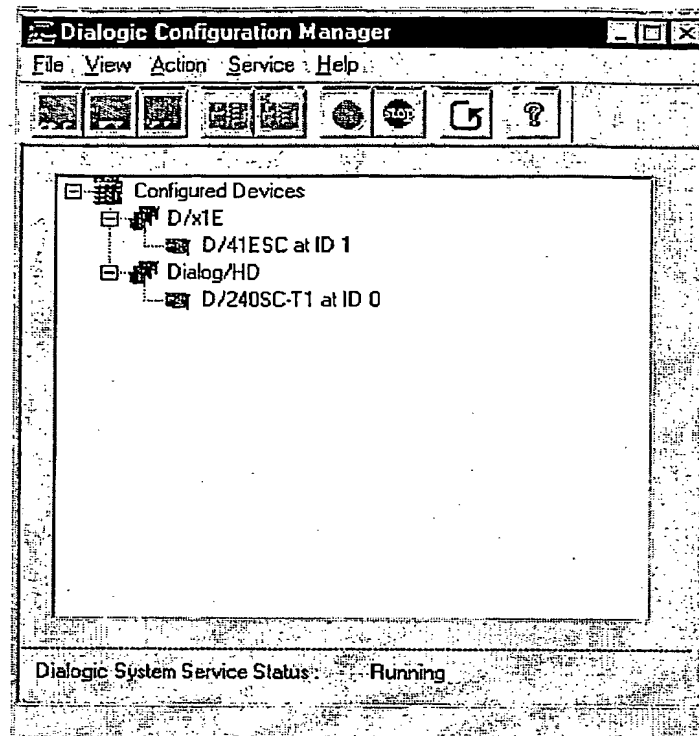 Dialogic Configuration Manager
File View Action Service Help
STOP
?
Configured Devices
D/x1E
D/41ESC at ID 1
Dialog/HD
D/240SC-T1 at ID 0
Dialogic System Service Status : Running